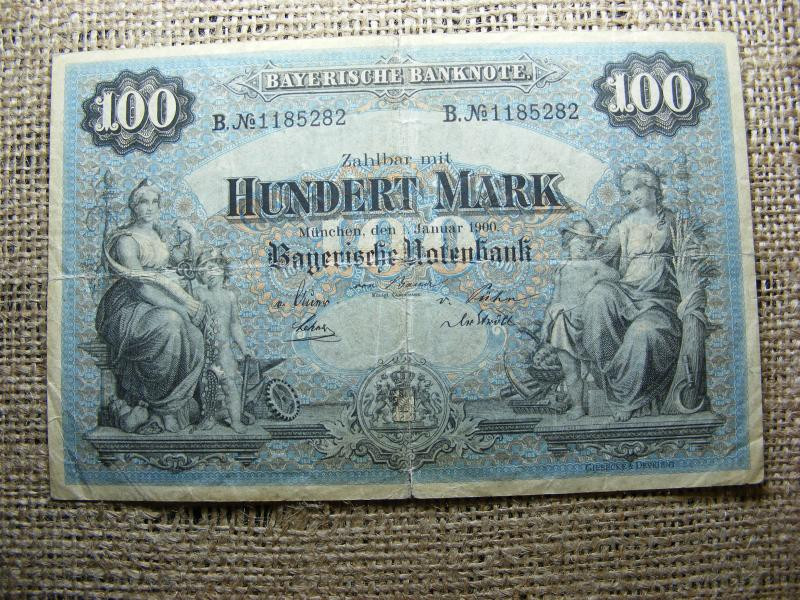 BAYERISCHE BANKNOTE.
100
100
B.№1185282
B.№1185282
Zahlbar mit
HUNDERT MARK
München, den 1. Januar 1900.
Bayerische Notenbank
GIESECKE & DEVRIENT